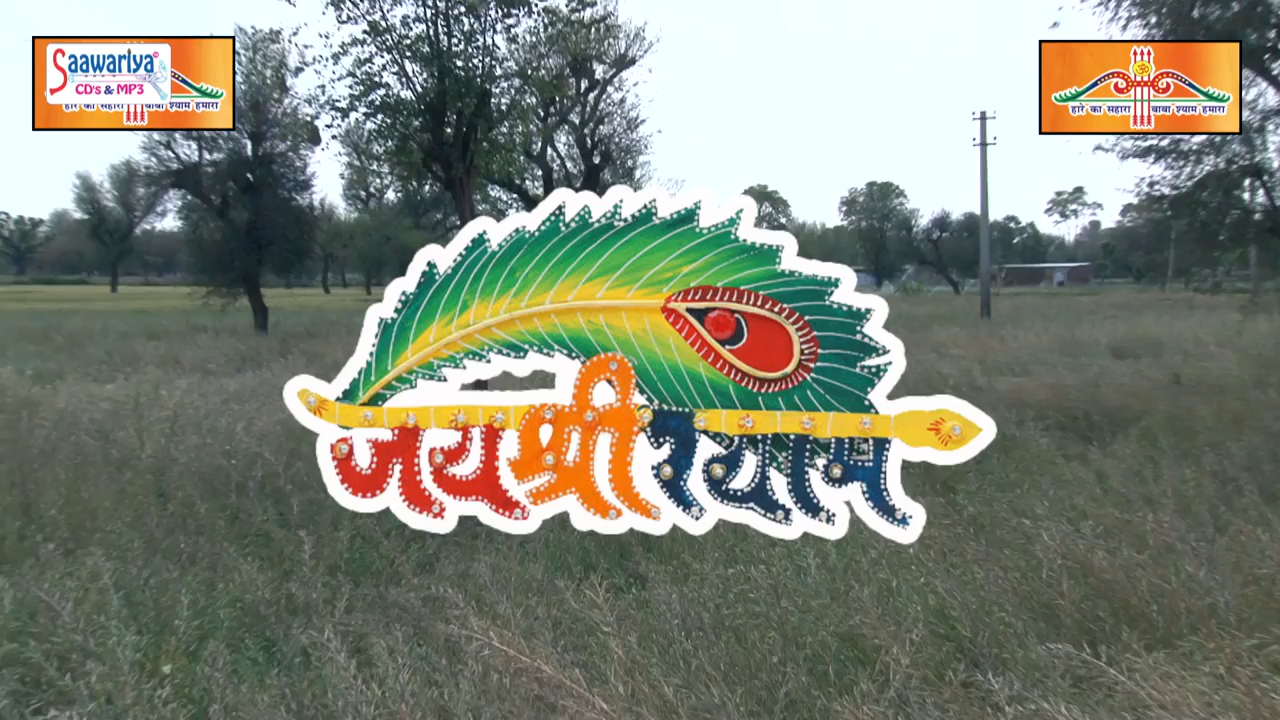 Saawariya
CD's & MP3
हारे का सहारा बाबा श्याम हमारा
हारे का सहारा बाबा श्याम हमारा
जय श्री श्याम